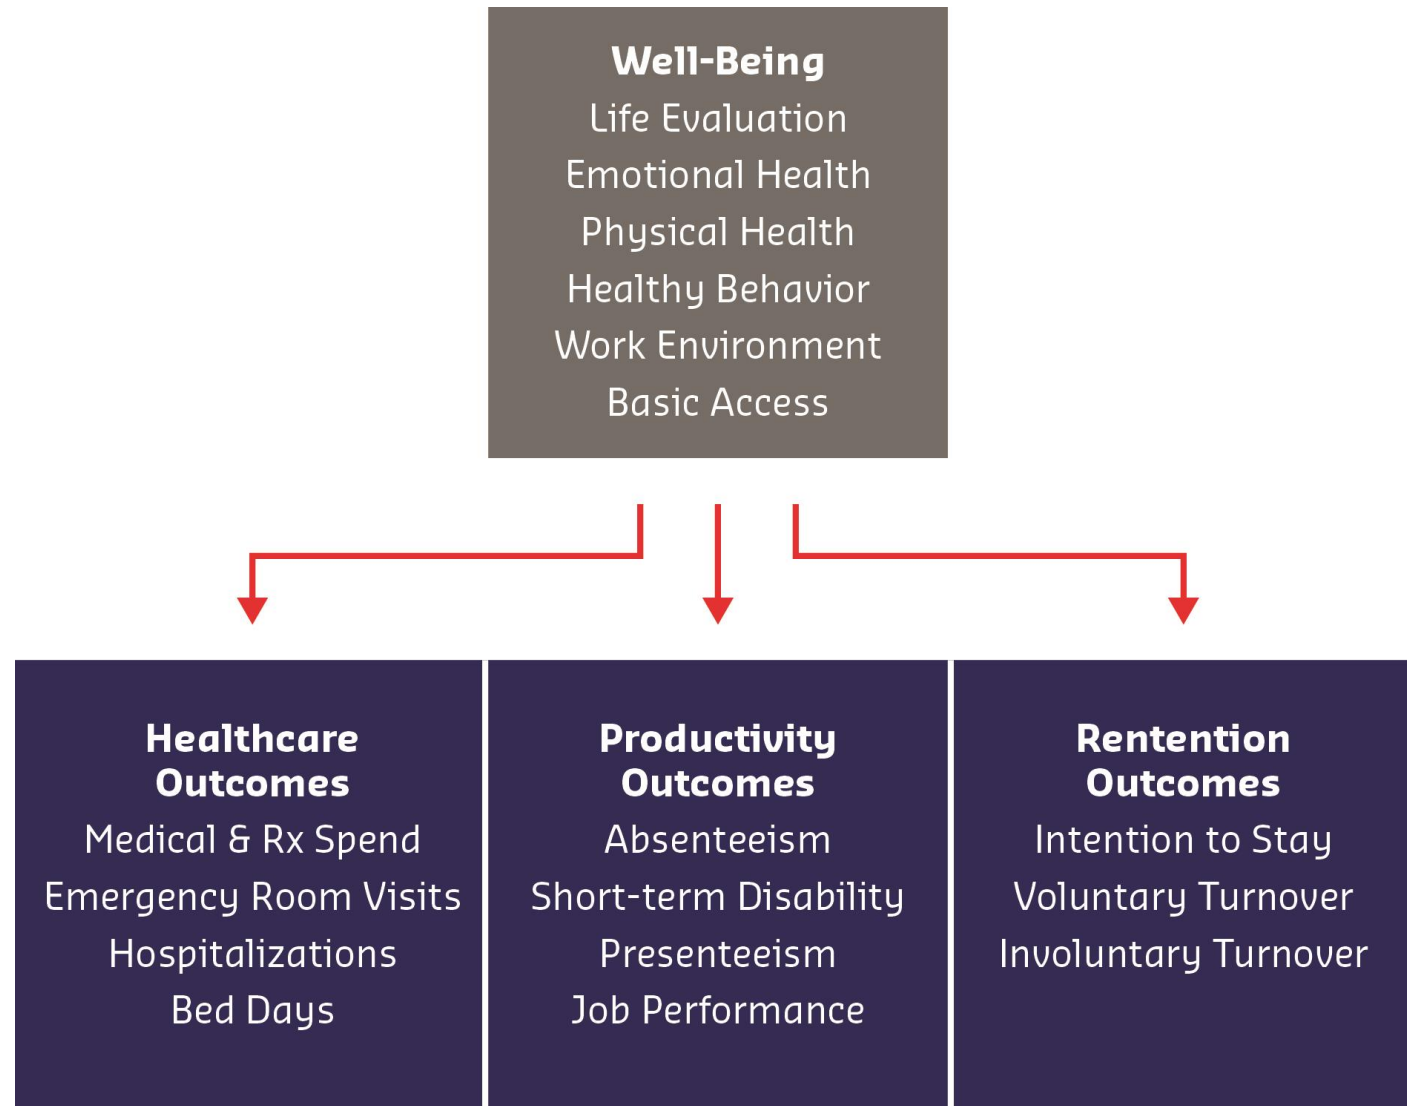 Well-Being
Life Evaluation
Emotional Health
Physical Health
Healthy Behavior
Work Environment
Basic Access
Healthcare
Outcomes
Medical & Rx Spend
Emergency Room Visits
Hospitalizations
Bed Days
Productivity
Outcomes
Absenteeism
Short-term Disability
Presenteeism
Job Performance
Rentention
Outcomes
Intention to Stay
Voluntary Turnover
Involuntary Turnover